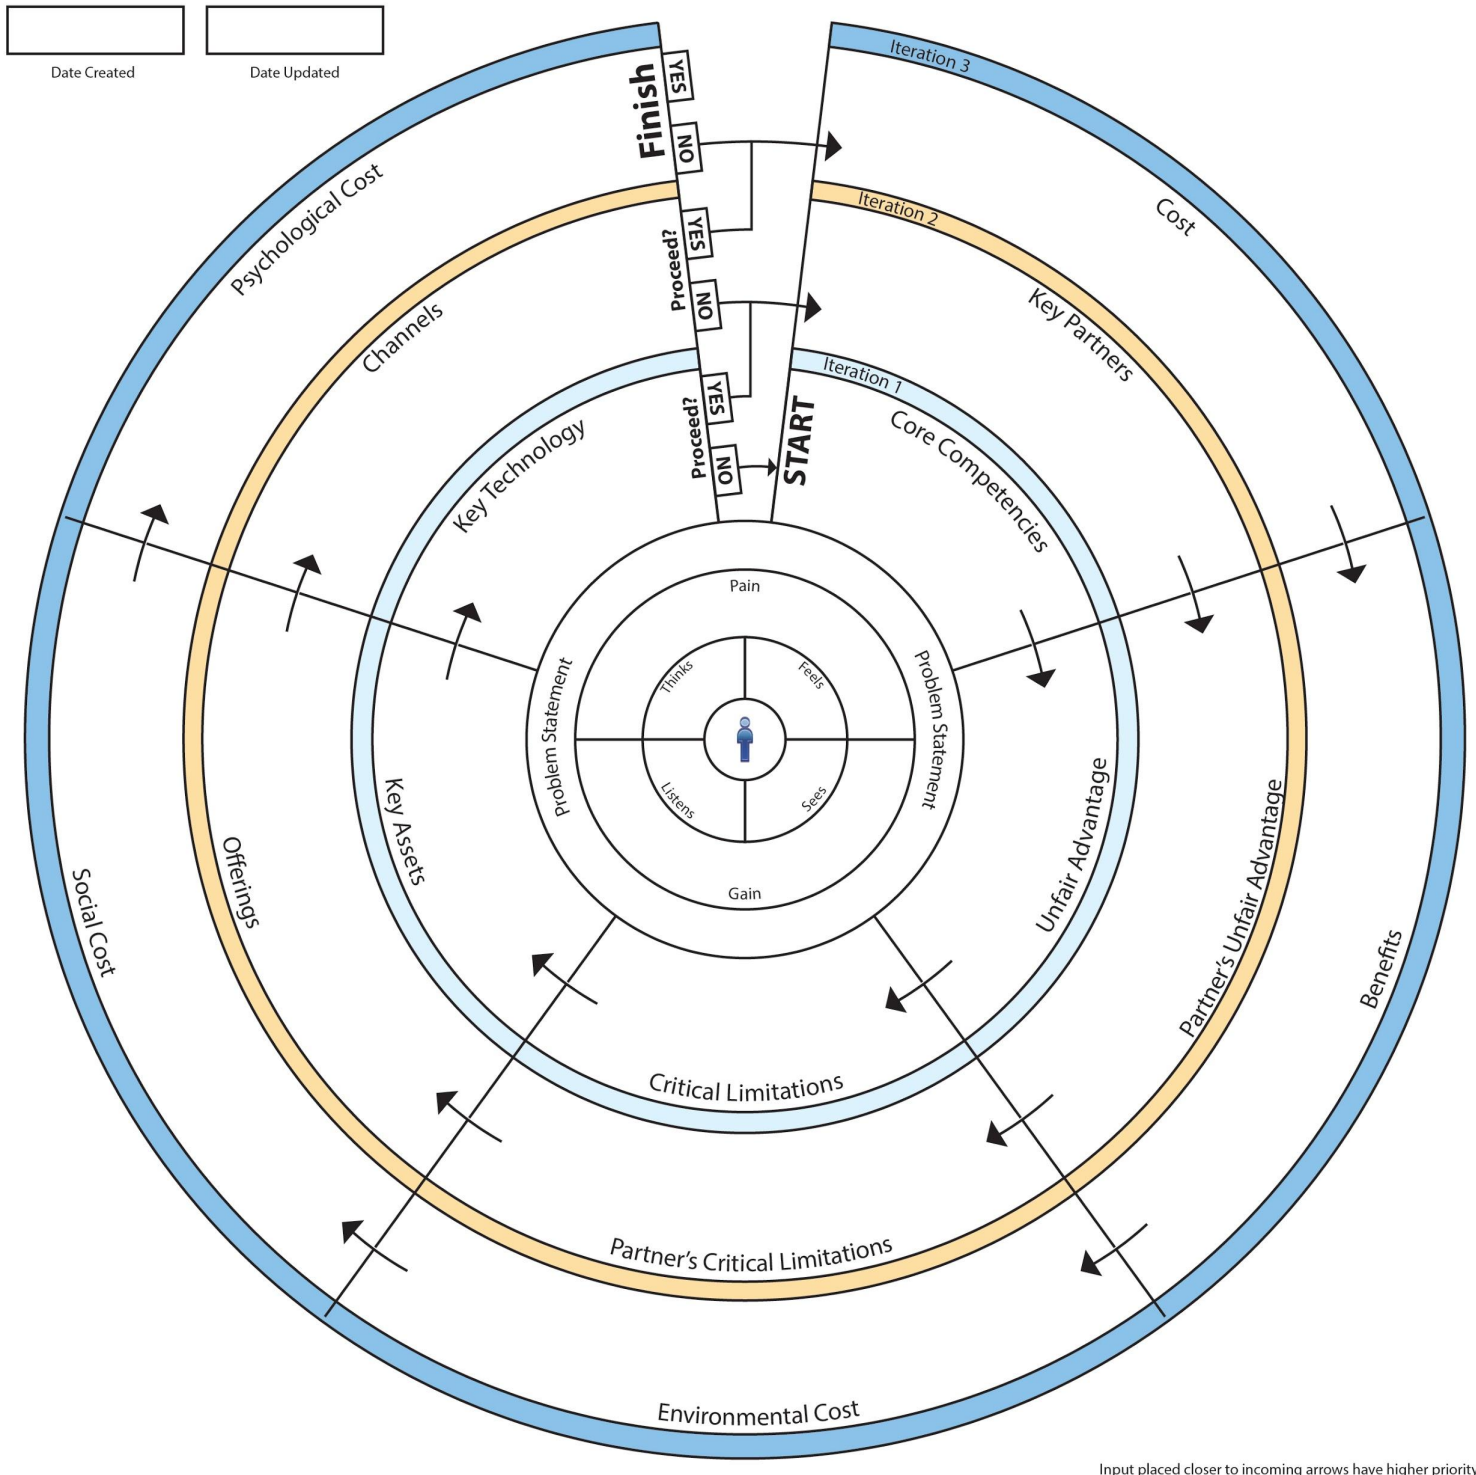 Date Created
Date Updated
Finish
YES
NO
Iteration 3
Cost
Benefits
Environmental Cost
Social Cost
Psychological Cost
Proceed?
YES
NO
Iteration 2
Key Partners
Partner's Unfair Advantage
Partner's Critical Limitations
Offerings
Channels
Proceed?
YES
NO
START
Iteration 1
Core Competencies
Unfair Advantage
Critical Limitations
Key Assets
Key Technology
Problem Statement
Problem Statement
Pain
Gain
Thinks
Feels
Listens
Sees
Input placed closer to incoming arrows have higher priority